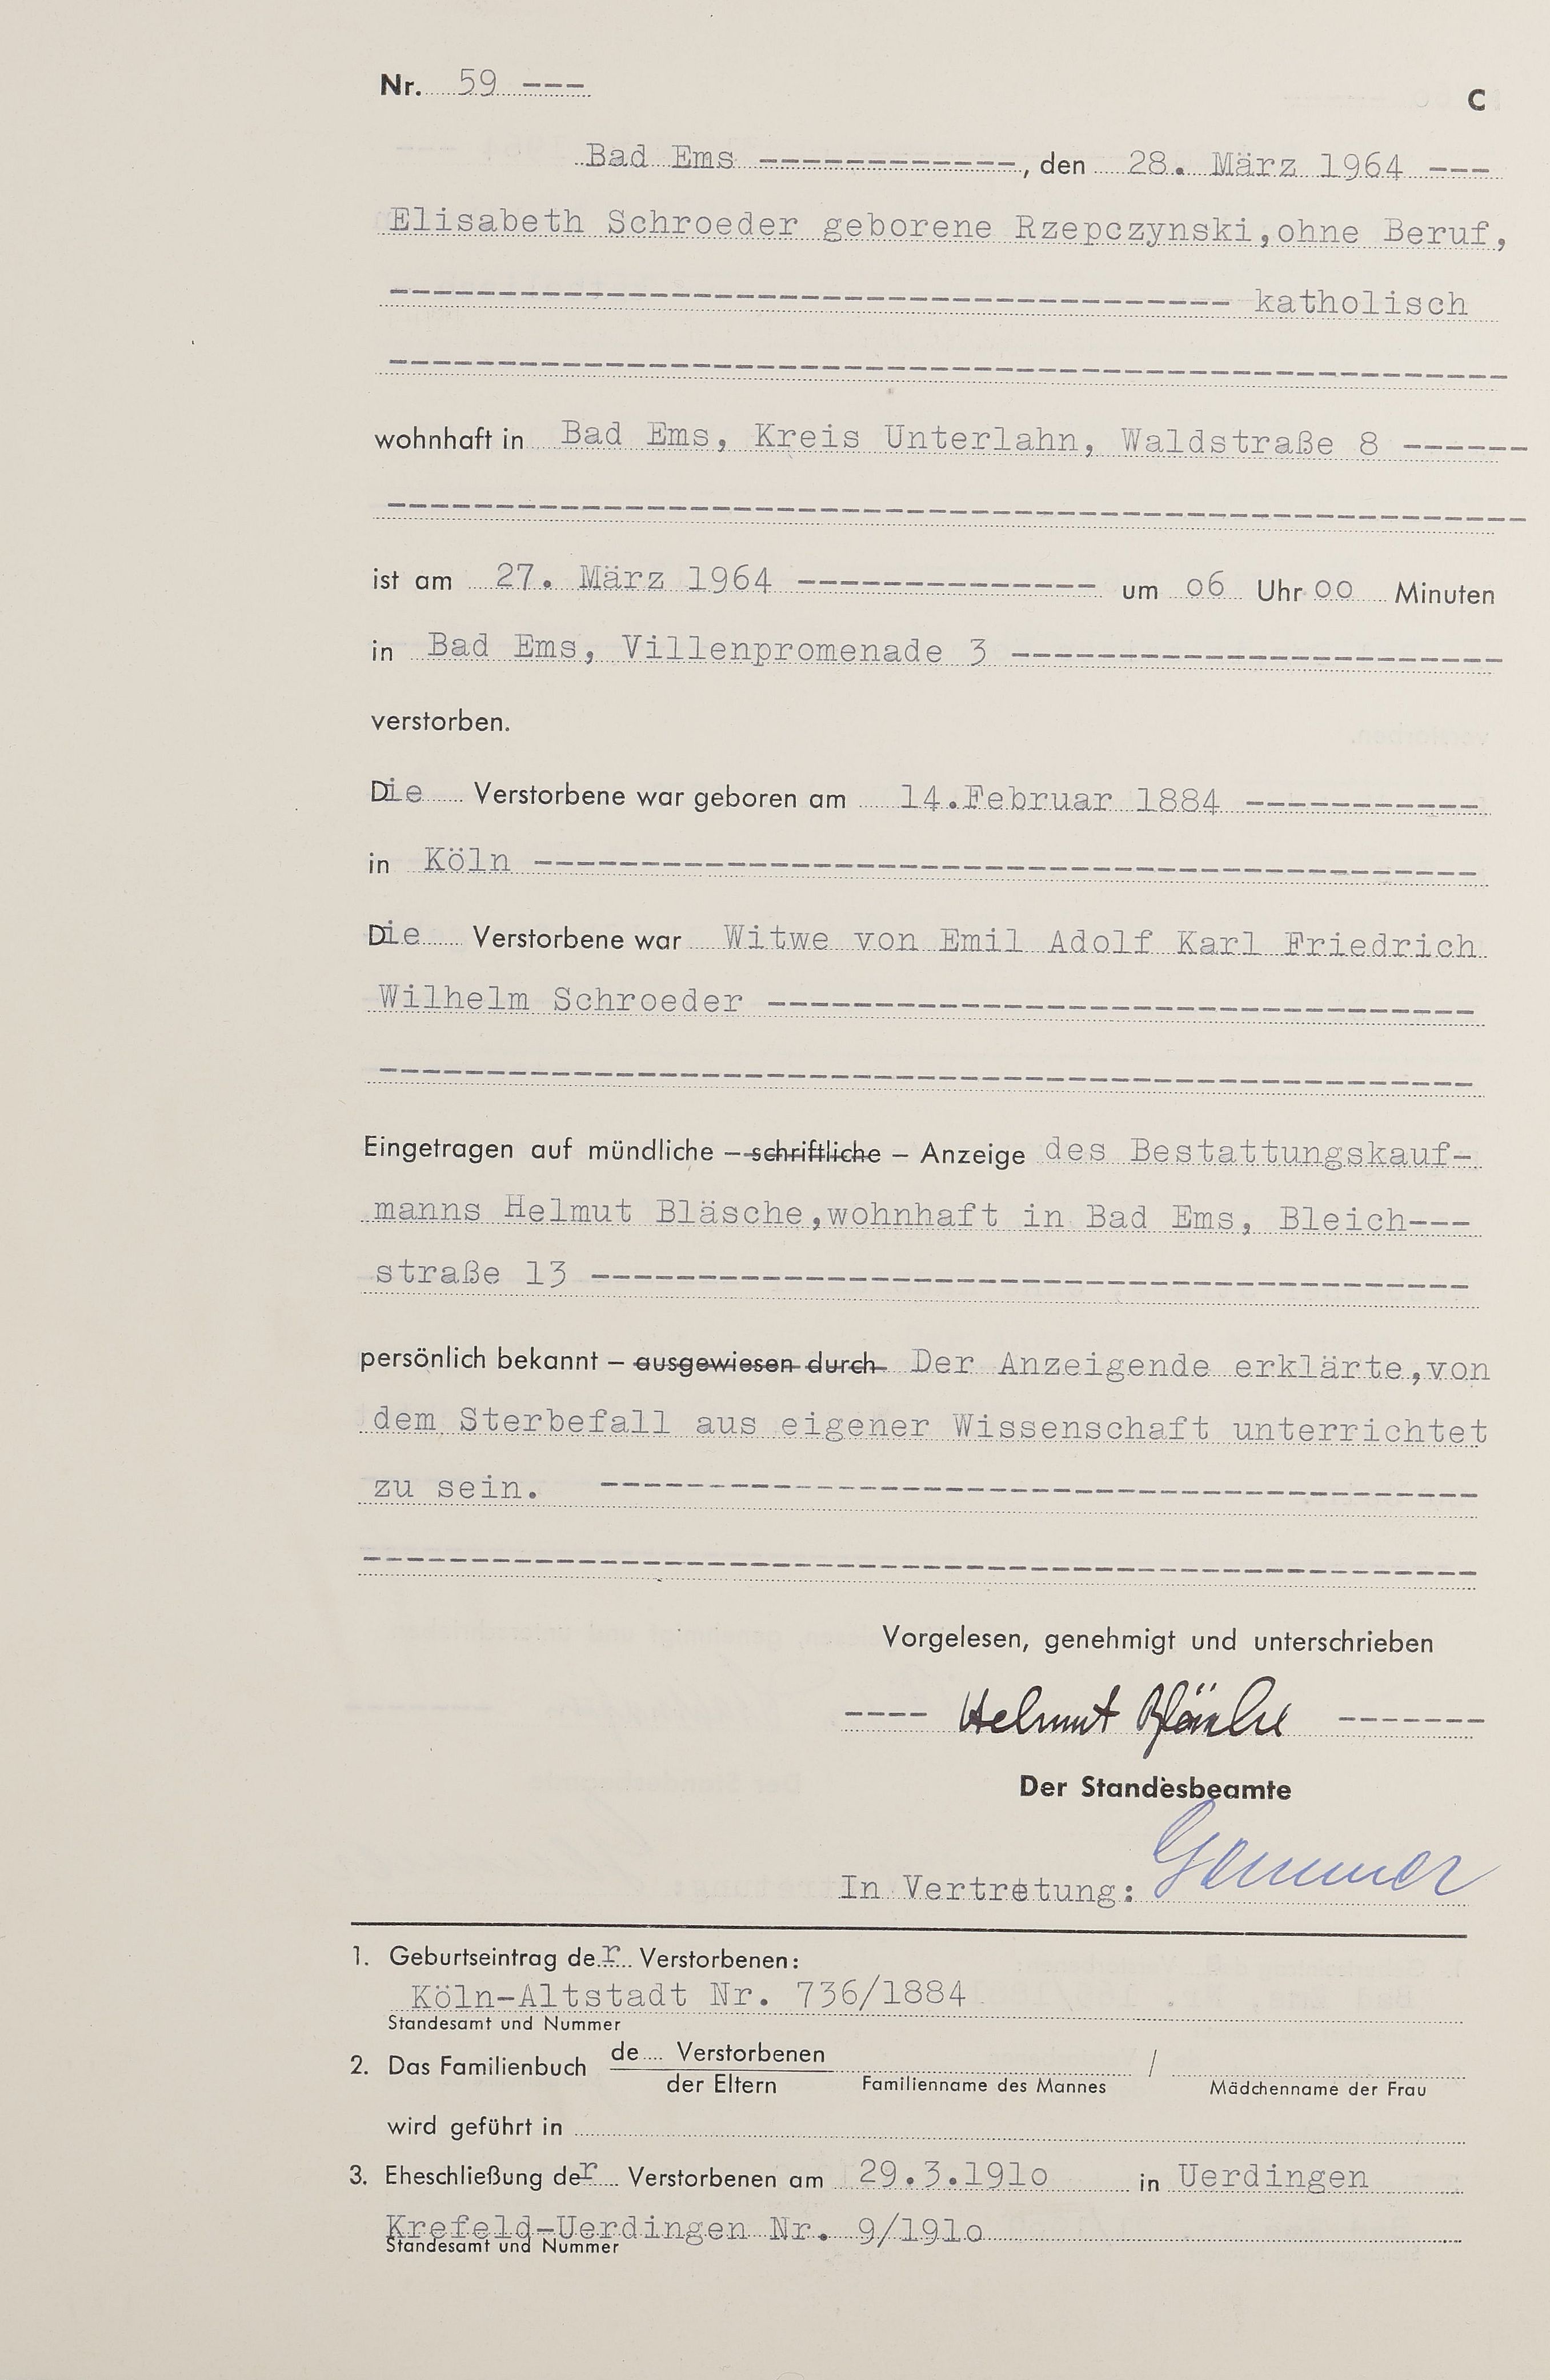 Nr. 59 ---
C
Bad Ems ------------, den 28. März 1964 ---
Elisabeth Schroeder geborene Rzepczynski,ohne Beruf,
--------------------------------------- katholisch
----------------------------------------------------
wohnhaft in Bad Ems, Kreis Unterlahn, Waldstraße 8 ------
-----------------------------------------------------
ist am 27. März 1964 -------------- um 06 Uhr 00 Minuten
in Bad Ems, Villenpromenade 3 -----------------------
verstorben.
Die Verstorbene war geboren am 14.Februar 1884 -----------
in Köln --------------------------------------------
Die Verstorbene war Witwe von Emil Adolf Karl Friedrich
Wilhelm Schroeder ---------------------------------
---------------------------------------------------
Eingetragen auf mündliche – schriftliche – Anzeige des Bestattungskauf-
manns Helmut Bläsche,wohnhaft in Bad Ems, Bleich---
straße 13 -----------------------------------------
persönlich bekannt – ausgewiesen durch Der Anzeigende erklärte,von
dem Sterbefall aus eigener Wissenschaft unterrichtet
zu sein. -----------------------------------------
----------------------------------------------------
Vorgelesen, genehmigt und unterschrieben
---- Helmut Bläsche -------
Der Standesbeamte
In Vertretung: Gemmer
1. Geburtseintrag der Verstorbenen:
Köln-Altstadt Nr. 736/1884
Standesamt und Nummer
2. Das Familienbuch de.... Verstorbenen /
der Eltern Familienname des Mannes Mädchenname der Frau
wird geführt in
3. Eheschließung der Verstorbenen am 29.3.1910 in Uerdingen
Krefeld-Uerdingen Nr. 9/1910
Standesamt und Nummer